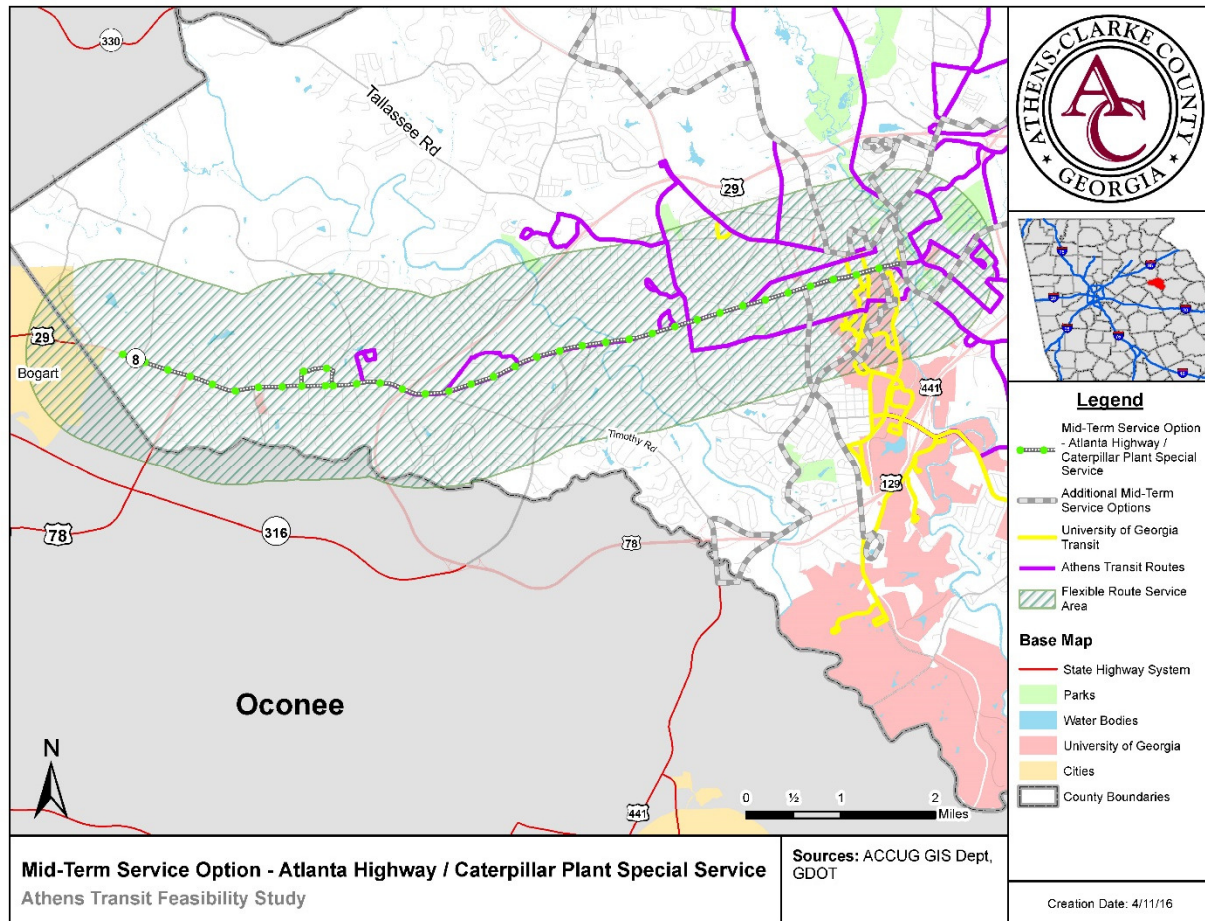 330
Tallassee Rd
29
29
8
Bogart
441
Timothy Rd
129
78
316
78
Oconee
N
0 ½ 1 2
Miles
441
ATHENS-CLARKE COUNTY
AC
GEORGIA
Legend
Mid-Term Service Option
- Atlanta Highway /
Caterpillar Plant Special
Service
Additional Mid-Term
Service Options
University of Georgia
Transit
Athens Transit Routes
Flexible Route Service
Area
Base Map
State Highway System
Parks
Water Bodies
University of Georgia
Cities
County Boundaries
Mid-Term Service Option - Atlanta Highway / Caterpillar Plant Special Service
Athens Transit Feasibility Study
Sources: ACCUG GIS Dept,
GDOT
Creation Date: 4/11/16